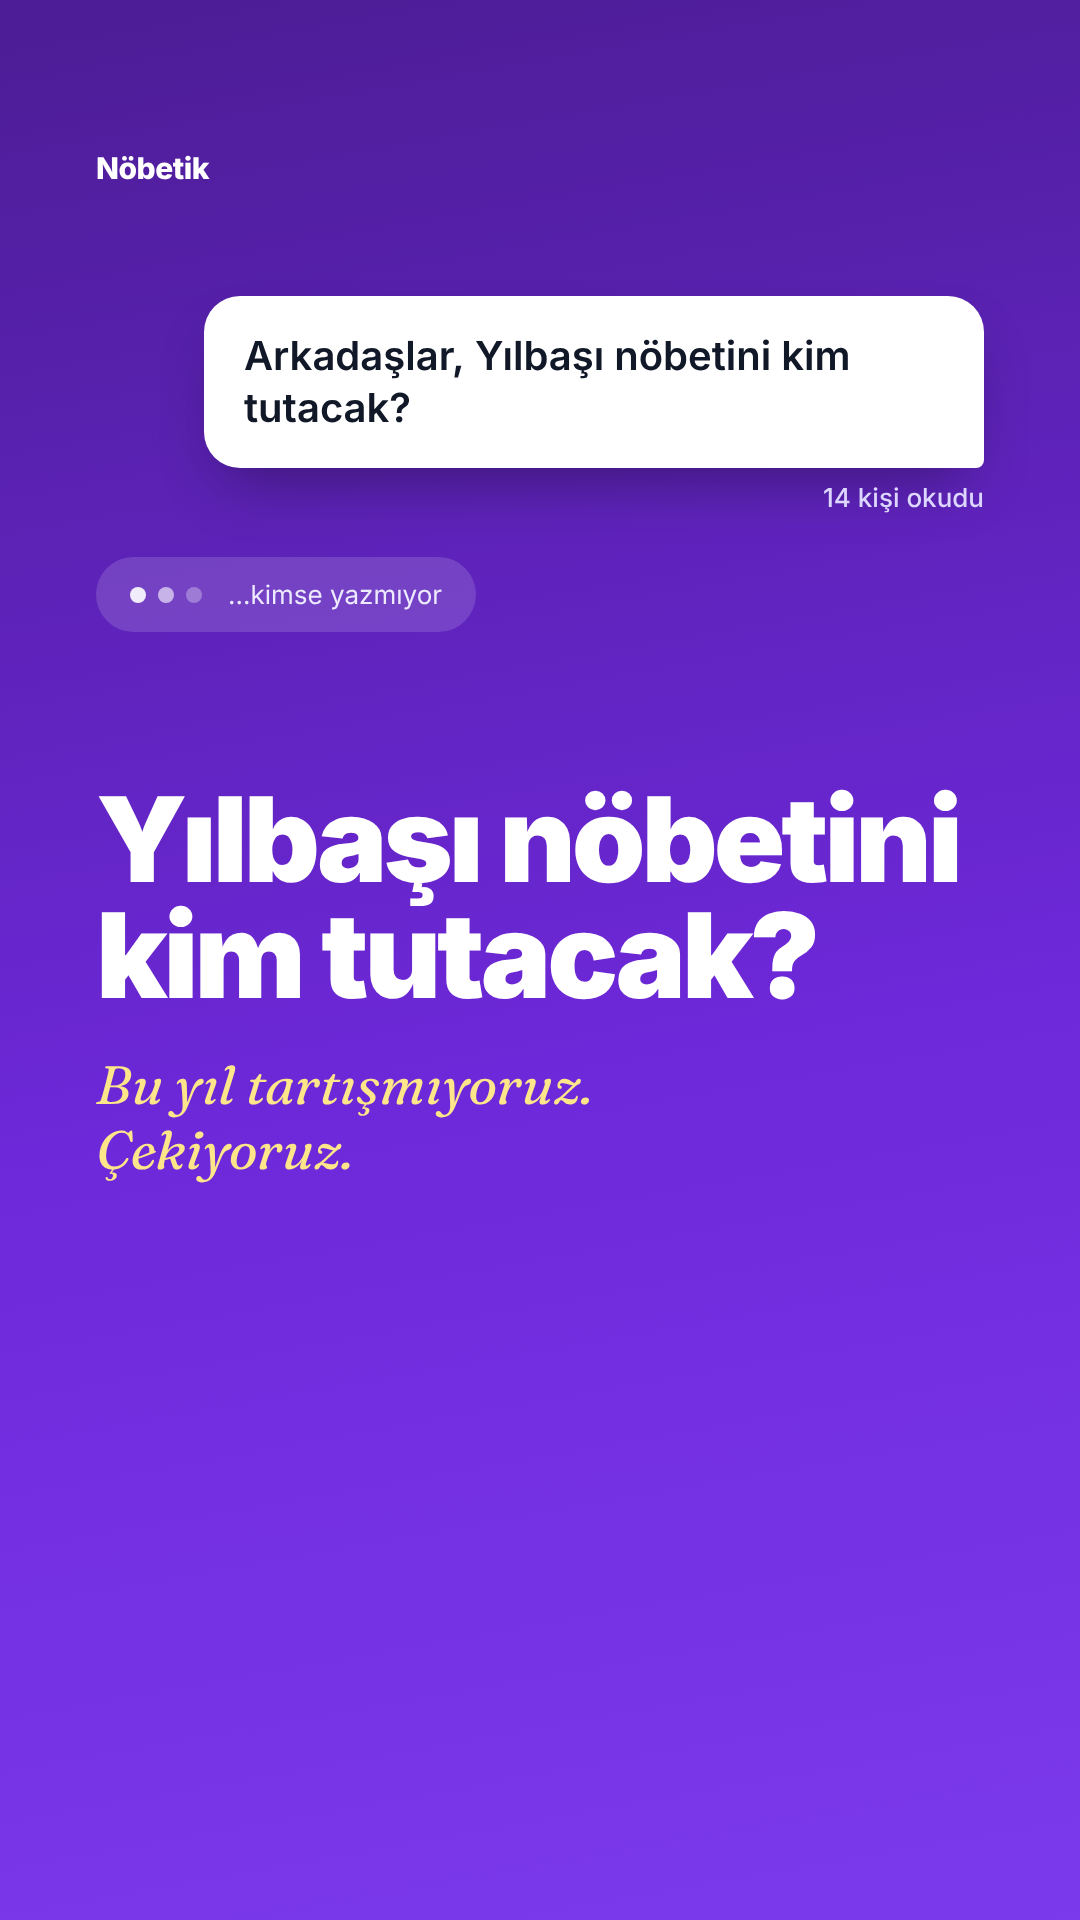 Nöbetik
Arkadaşlar, Yılbaşı nöbetini kim
tutacak?
14 kişi okudu
...kimse yazmıyor
Yılbaşı nöbetini
kim tutacak?
Bu yıl tartışmıyoruz.
Çekiyoruz.